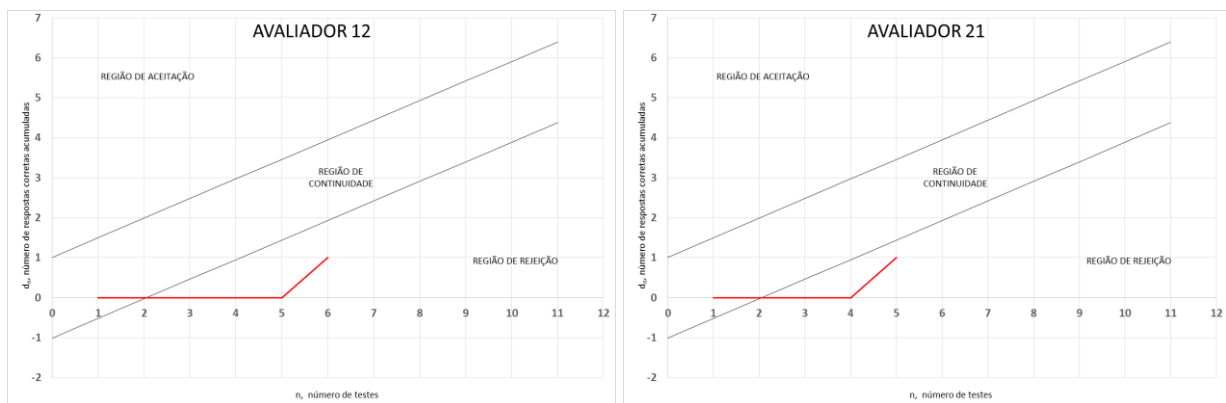 AVALIADOR 12
7
6
5
4
3
2
1
0
-1
-2
REGIÃO DE ACEITAÇÃO
REGIÃO DE
CONTINUIDADE
REGIÃO DE REJEIÇÃO
0 1 2 3 4 5 6 7 8 9 10 11 12
n, número de testes
dn, número de respostas corretas acumuladas
AVALIADOR 21
7
6
5
4
3
2
1
0
-1
-2
REGIÃO DE ACEITAÇÃO
REGIÃO DE
CONTINUIDADE
REGIÃO DE REJEIÇÃO
0 1 2 3 4 5 6 7 8 9 10 11 12
n, número de testes
dn, número de respostas corretas acumuladas